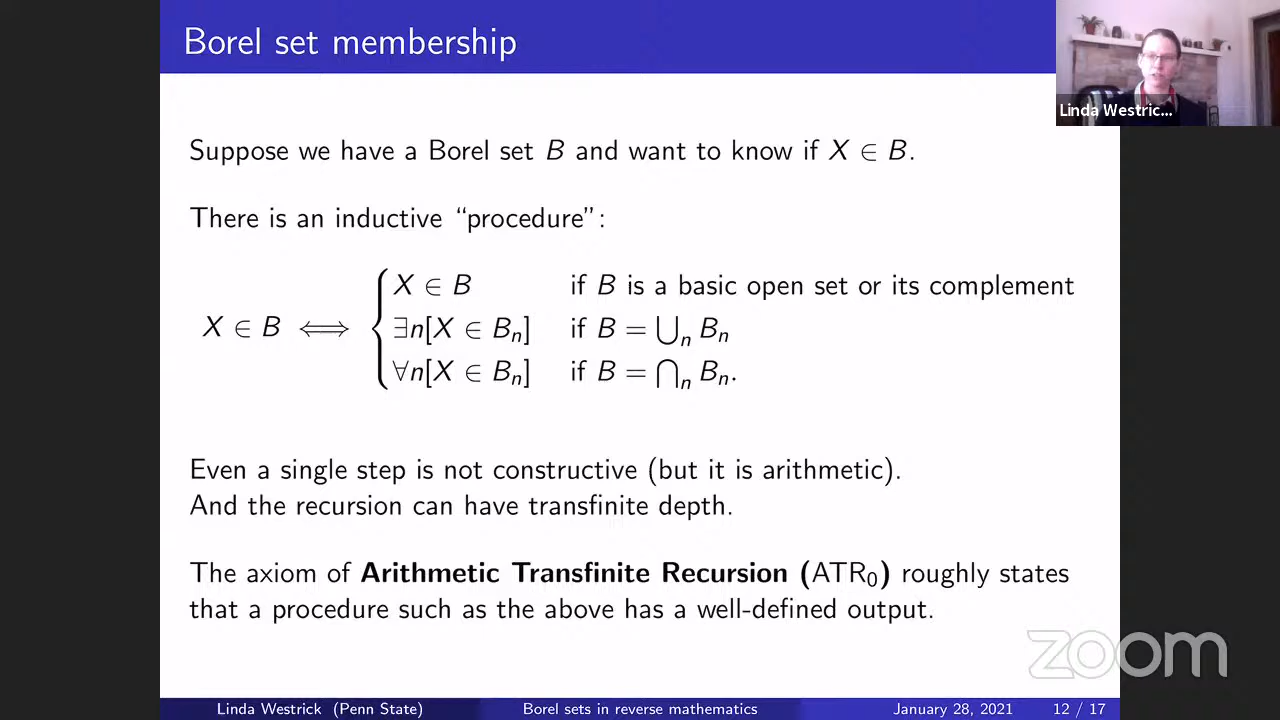 Borel set membership
Linda Westric...
Suppose we have a Borel set B and want to know if X ∈ B.
There is an inductive “procedure”:
X ∈ B ⟺ { X ∈ B if B is a basic open set or its complement
∃n[X ∈ Bₙ] if B = ⋃ₙ Bₙ
∀n[X ∈ Bₙ] if B = ⋂ₙ Bₙ.
Even a single step is not constructive (but it is arithmetic).
And the recursion can have transfinite depth.
The axiom of Arithmetic Transfinite Recursion (ATR₀) roughly states
that a procedure such as the above has a well-defined output.
zoom
Linda Westrick (Penn State) Borel sets in reverse mathematics January 28, 2021 12 / 17